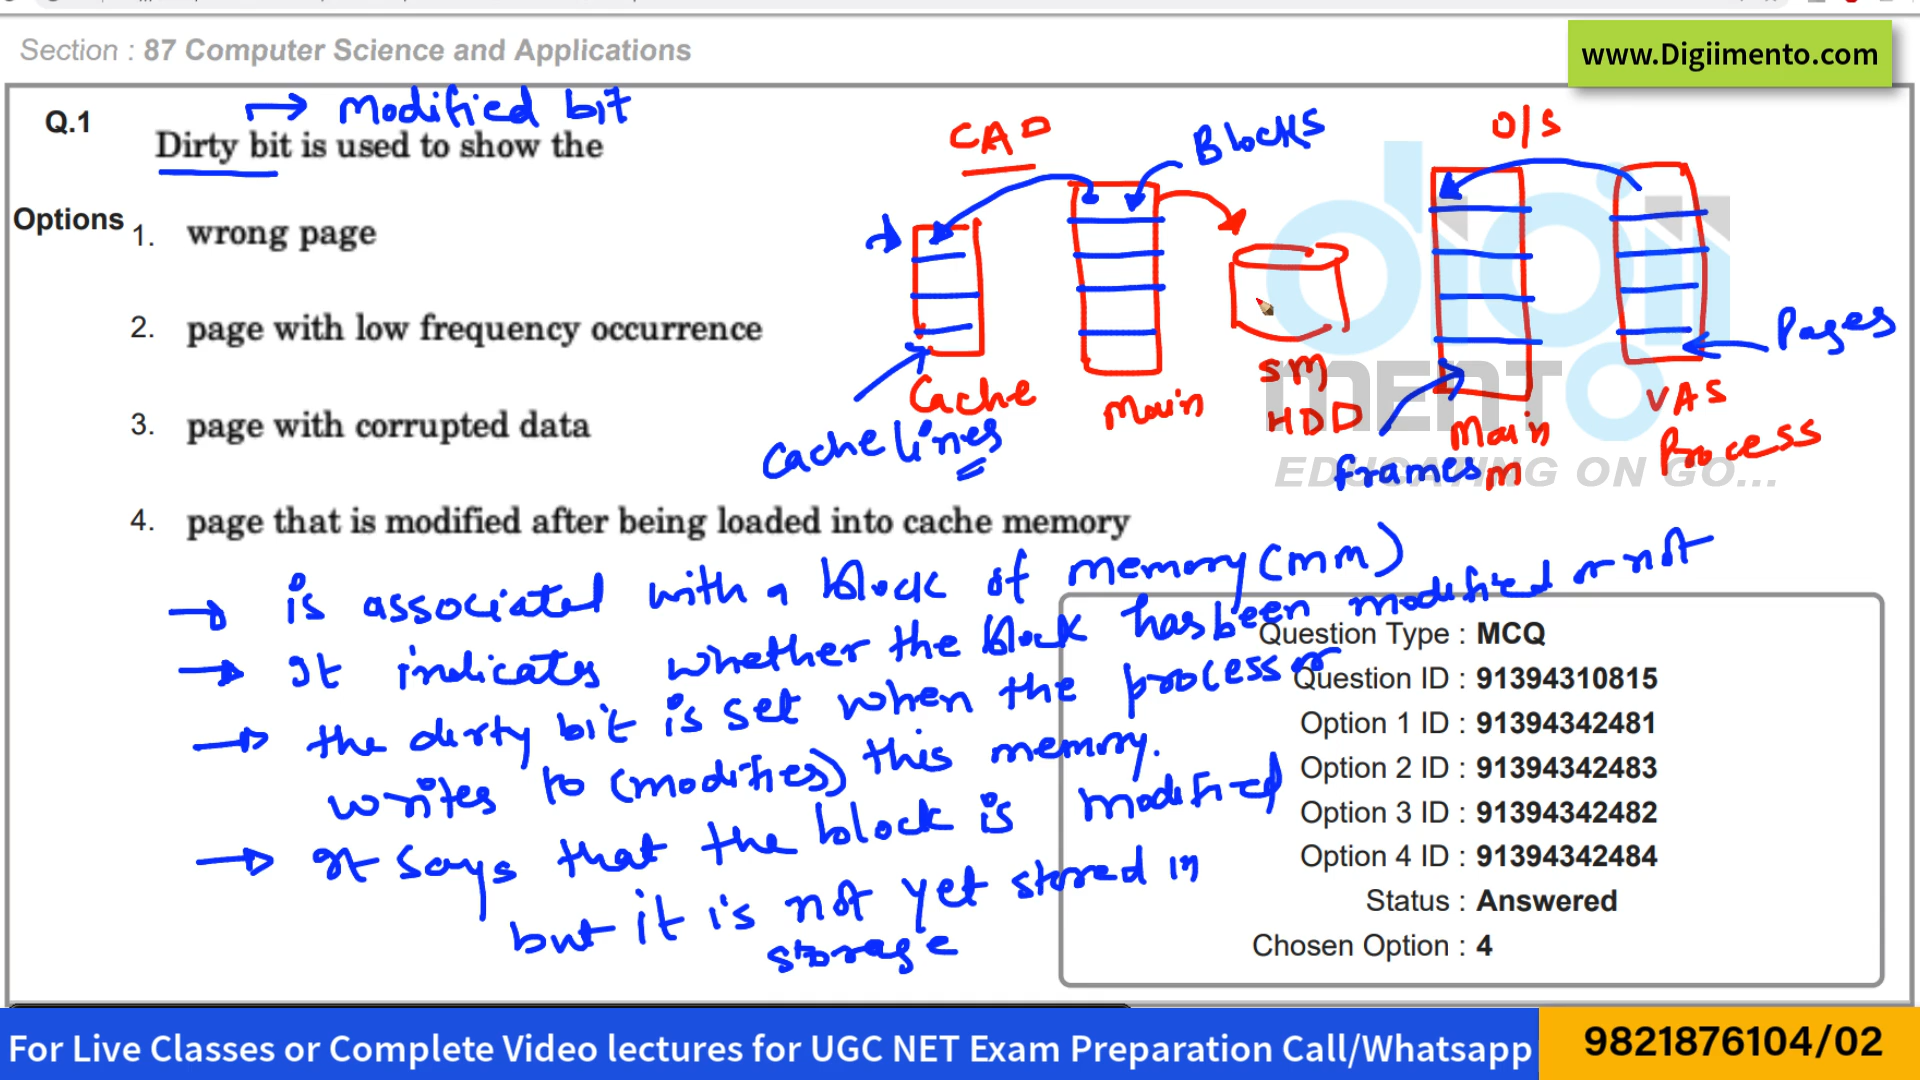 Section : 87 Computer Science and Applications
www.Digiimento.com
Q.1
→ Modified bit
Dirty bit is used to show the
Options
1. wrong page
2. page with low frequency occurrence
3. page with corrupted data
4. page that is modified after being loaded into cache memory
CAO
Blocks
O/S
Cache
Cache lines
Main
SM
HDD
Main
m
frames
VAS
Process
Pages
digi
MENTO
EDUCATING ON GO...
→ is associated with a block of memory (mm)
→ It indicates whether the block has been modified or not
→ the dirty bit is set when the processor
writes to (modifies) this memory.
→ It says that the block is modified
but it is not yet stored in
storage
Question Type : MCQ
Question ID : 91394310815
Option 1 ID : 91394342481
Option 2 ID : 91394342483
Option 3 ID : 91394342482
Option 4 ID : 91394342484
Status : Answered
Chosen Option : 4
For Live Classes or Complete Video lectures for UGC NET Exam Preparation Call/Whatsapp
9821876104/02